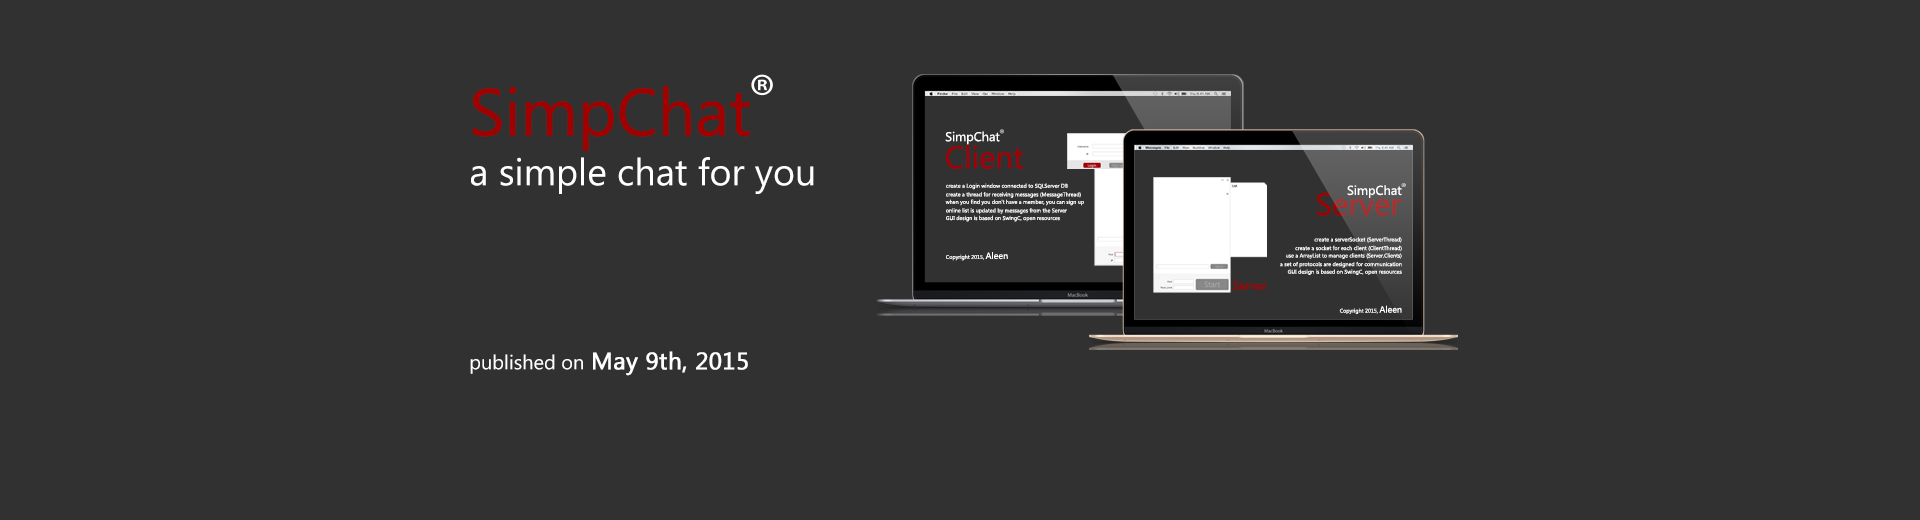 SimpChat®
a simple chat for you
published on May 9th, 2015
SimpChat®
Client
create a Login window connected to SQLServer DB
create a thread for receiving messages (MessageThread)
when you find you don't have a member, you can sign up
online list is updated by messages from the Server
GUI design is based on SwingC, open resources
Copyright 2015, Aleen
MacBook
SimpChat®
Server
create a serverSocket (ServerThread)
create a socket for each client (ClientThread)
use a ArrayList to manage clients (Server.Clients)
a set of protocols are designed for communication
GUI design is based on SwingC, open resources
Start
Copyright 2015, Aleen
MacBook